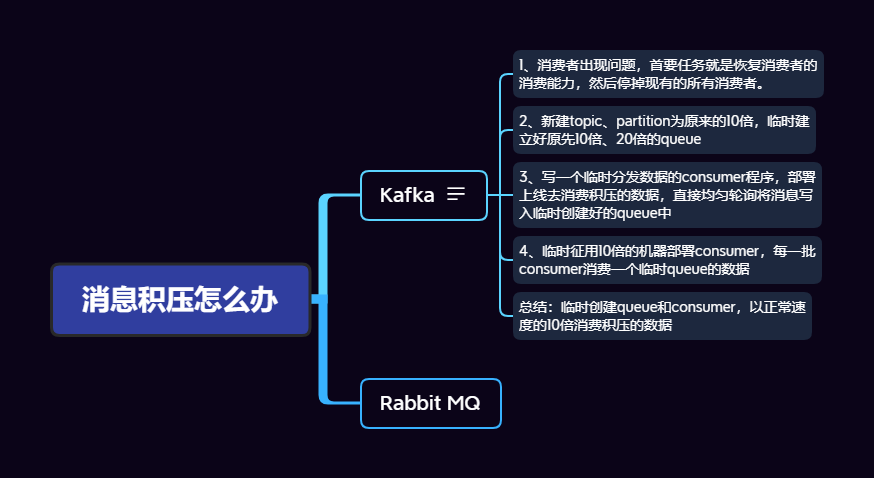 1、消费者出现问题，首要任务就是恢复消费者的
消费能力，然后停掉现有的所有消费者。
2、新建topic、partition为原来的10倍，临时建
立好原先10倍、20倍的queue
Kafka
3、写一个临时分发数据的consumer程序，部署
上线去消费积压的数据，直接均匀轮询将消息写
入临时创建好的queue中
4、临时征用10倍的机器部署consumer，每一批
consumer消费一个临时queue的数据
消息积压怎么办
总结：临时创建queue和consumer，以正常速
度的10倍消费积压的数据
Rabbit MQ